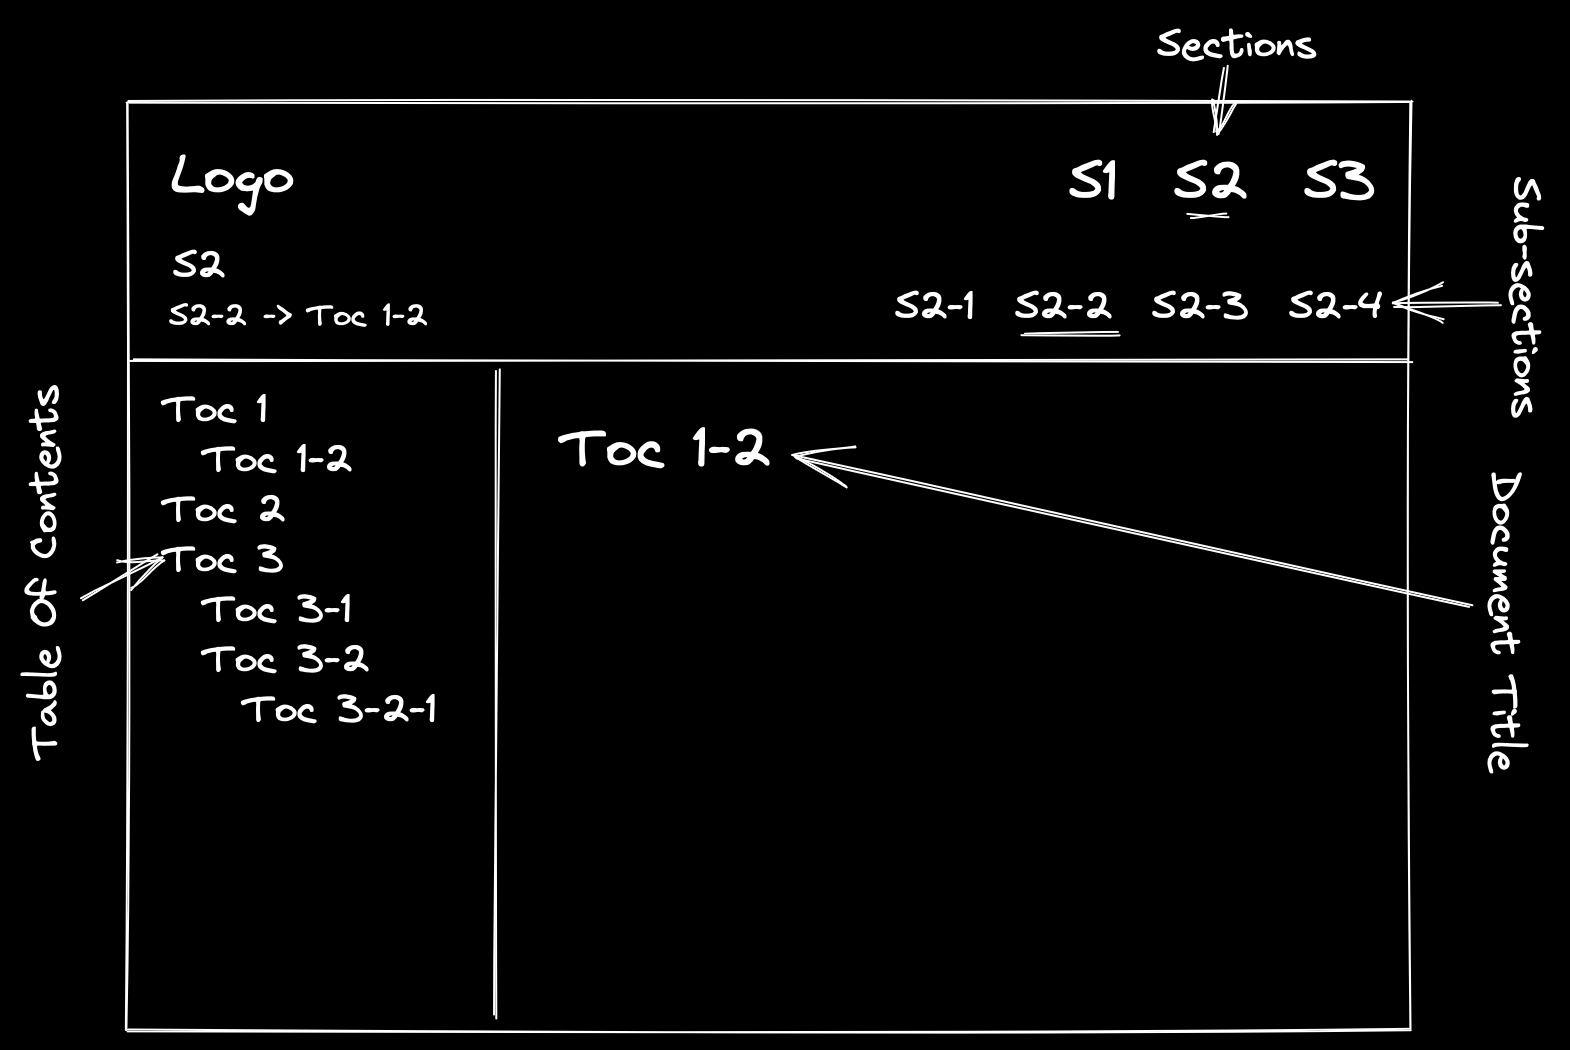 Sections
Logo
S1 S2 S3
S2
S2-2 -> Toc 1-2
S2-1 S2-2 S2-3 S2-4
Sub-sections
Table Of Contents
Toc 1
Toc 1-2
Toc 2
Toc 3
Toc 3-1
Toc 3-2
Toc 3-2-1
Toc 1-2
Document Title